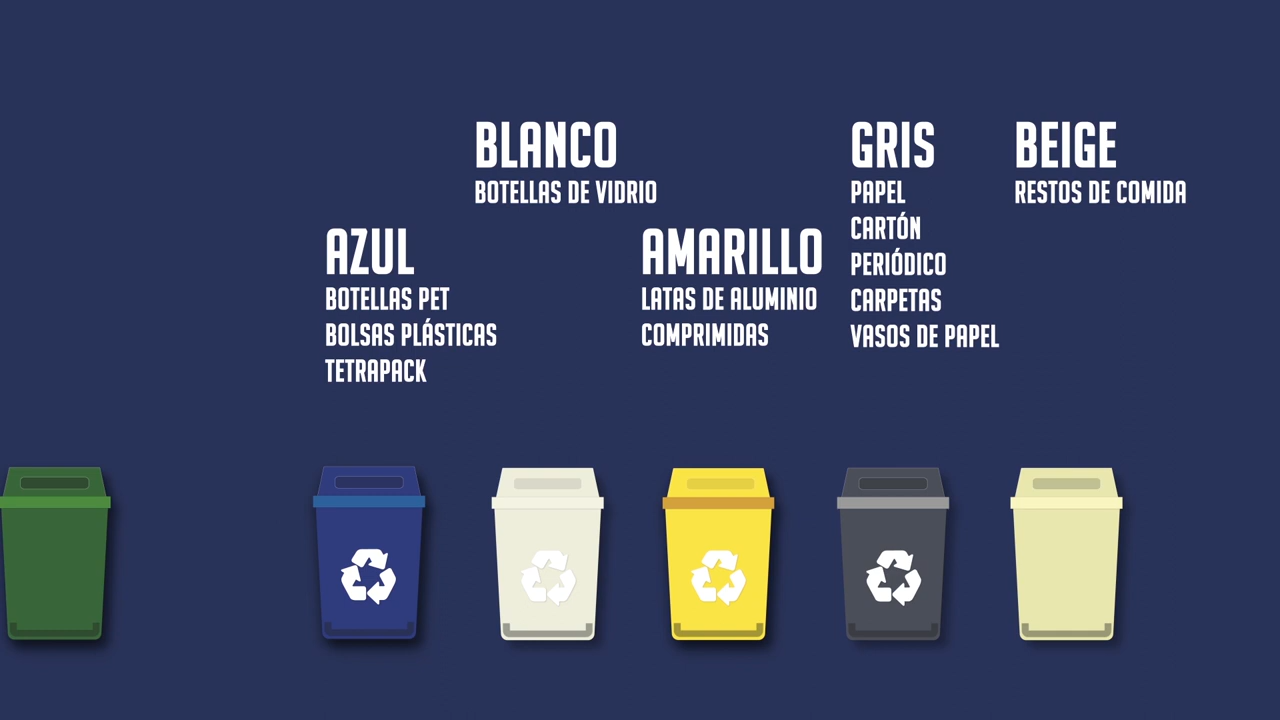 AZUL
BOTELLAS PET
BOLSAS PLÁSTICAS
TETRAPACK
BLANCO
BOTELLAS DE VIDRIO
AMARILLO
LATAS DE ALUMINIO
COMPRIMIDAS
GRIS
PAPEL
CARTÓN
PERIÓDICO
CARPETAS
VASOS DE PAPEL
BEIGE
RESTOS DE COMIDA